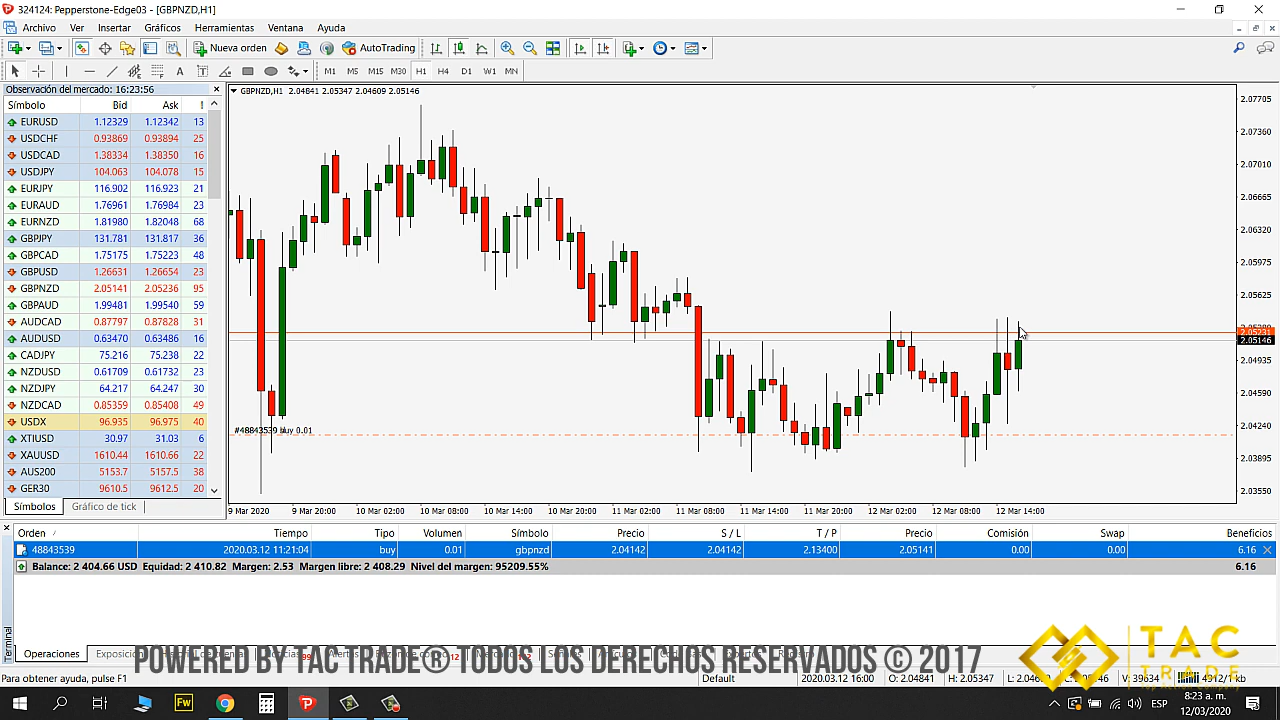 324124: Pepperstone-Edge03 - [GBPNZD,H1]
Archivo Ver Insertar Gráficos Herramientas Ventana Ayuda
Nueva orden AutoTrading
M1 M5 M15 M30 H1 H4 D1 W1 MN
Observación del mercado: 16:23:56
Símbolo Bid Ask !
EURUSD 1.12329 1.12342 13
USDCHF 0.93869 0.93894 25
USDCAD 1.38334 1.38350 16
USDJPY 104.063 104.078 15
EURJPY 116.902 116.923 21
EURAUD 1.76961 1.76984 23
EURNZD 1.81980 1.82048 68
GBPJPY 131.781 131.817 36
GBPCAD 1.75175 1.75223 48
GBPUSD 1.26631 1.26654 23
GBPNZD 2.05141 2.05236 95
GBPAUD 1.99481 1.99540 59
AUDCAD 0.87797 0.87828 31
AUDUSD 0.63470 0.63486 16
CADJPY 75.216 75.238 22
NZDUSD 0.61709 0.61732 23
NZDJPY 64.217 64.247 30
NZDCAD 0.85359 0.85408 49
USDX 96.935 96.975 40
XTIUSD 30.97 31.03 6
XAUUSD 1610.44 1610.66 22
AUS200 5153.7 5157.5 38
GER30 9610.5 9612.5 20
Símbolos Gráfico de tick
GBPNZD,H1 2.04841 2.05347 2.04609 2.05146
2.07705
2.07360
2.07010
2.06665
2.06320
2.05975
2.05625
2.05231
2.05146
2.04935
2.04590
2.04240
2.03895
2.03550
#48843539 buy 0.01
9 Mar 2020 9 Mar 20:00 10 Mar 02:00 10 Mar 08:00 10 Mar 14:00 10 Mar 20:00 11 Mar 02:00 11 Mar 08:00 11 Mar 14:00 11 Mar 20:00 12 Mar 02:00 12 Mar 08:00 12 Mar 14:00
Orden Tiempo Tipo Volumen Símbolo Precio S / L T / P Precio Comisión Swap Beneficios
48843539 2020.03.12 11:21:04 buy 0.01 gbpnzd 2.04142 2.04142 2.13400 2.05141 0.00 0.00 6.16
Balance: 2 404.66 USD Equidad: 2 410.82 Margen: 2.53 Margen libre: 2 408.29 Nivel del margen: 95209.55% 6.16
Terminal
Operaciones
POWERED BY TAC TRADE® TODOS LOS DERECHOS RESERVADOS © 2017
TAC
TRADE
Para obtener ayuda, pulse F1 Default 2020.03.12 16:00 O: 2.04841 H: 2.05347 V: 39634
Fw ESP 8:23 a. m.
12/03/2020